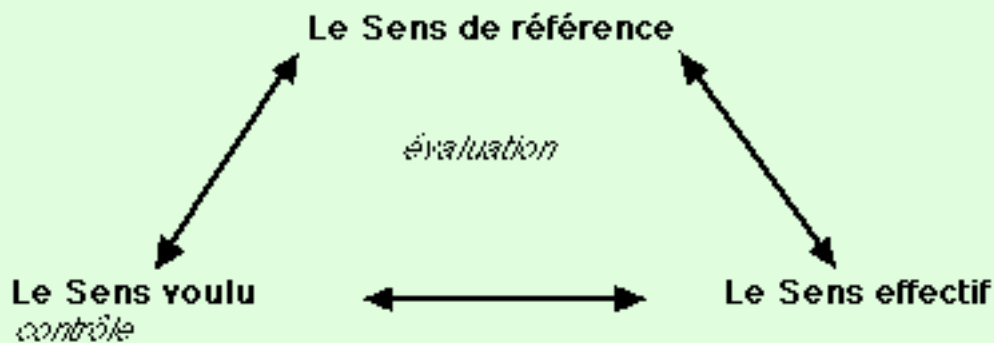 Le Sens de référence
évaluation
Le Sens voulu
Le Sens effectif
contrôle